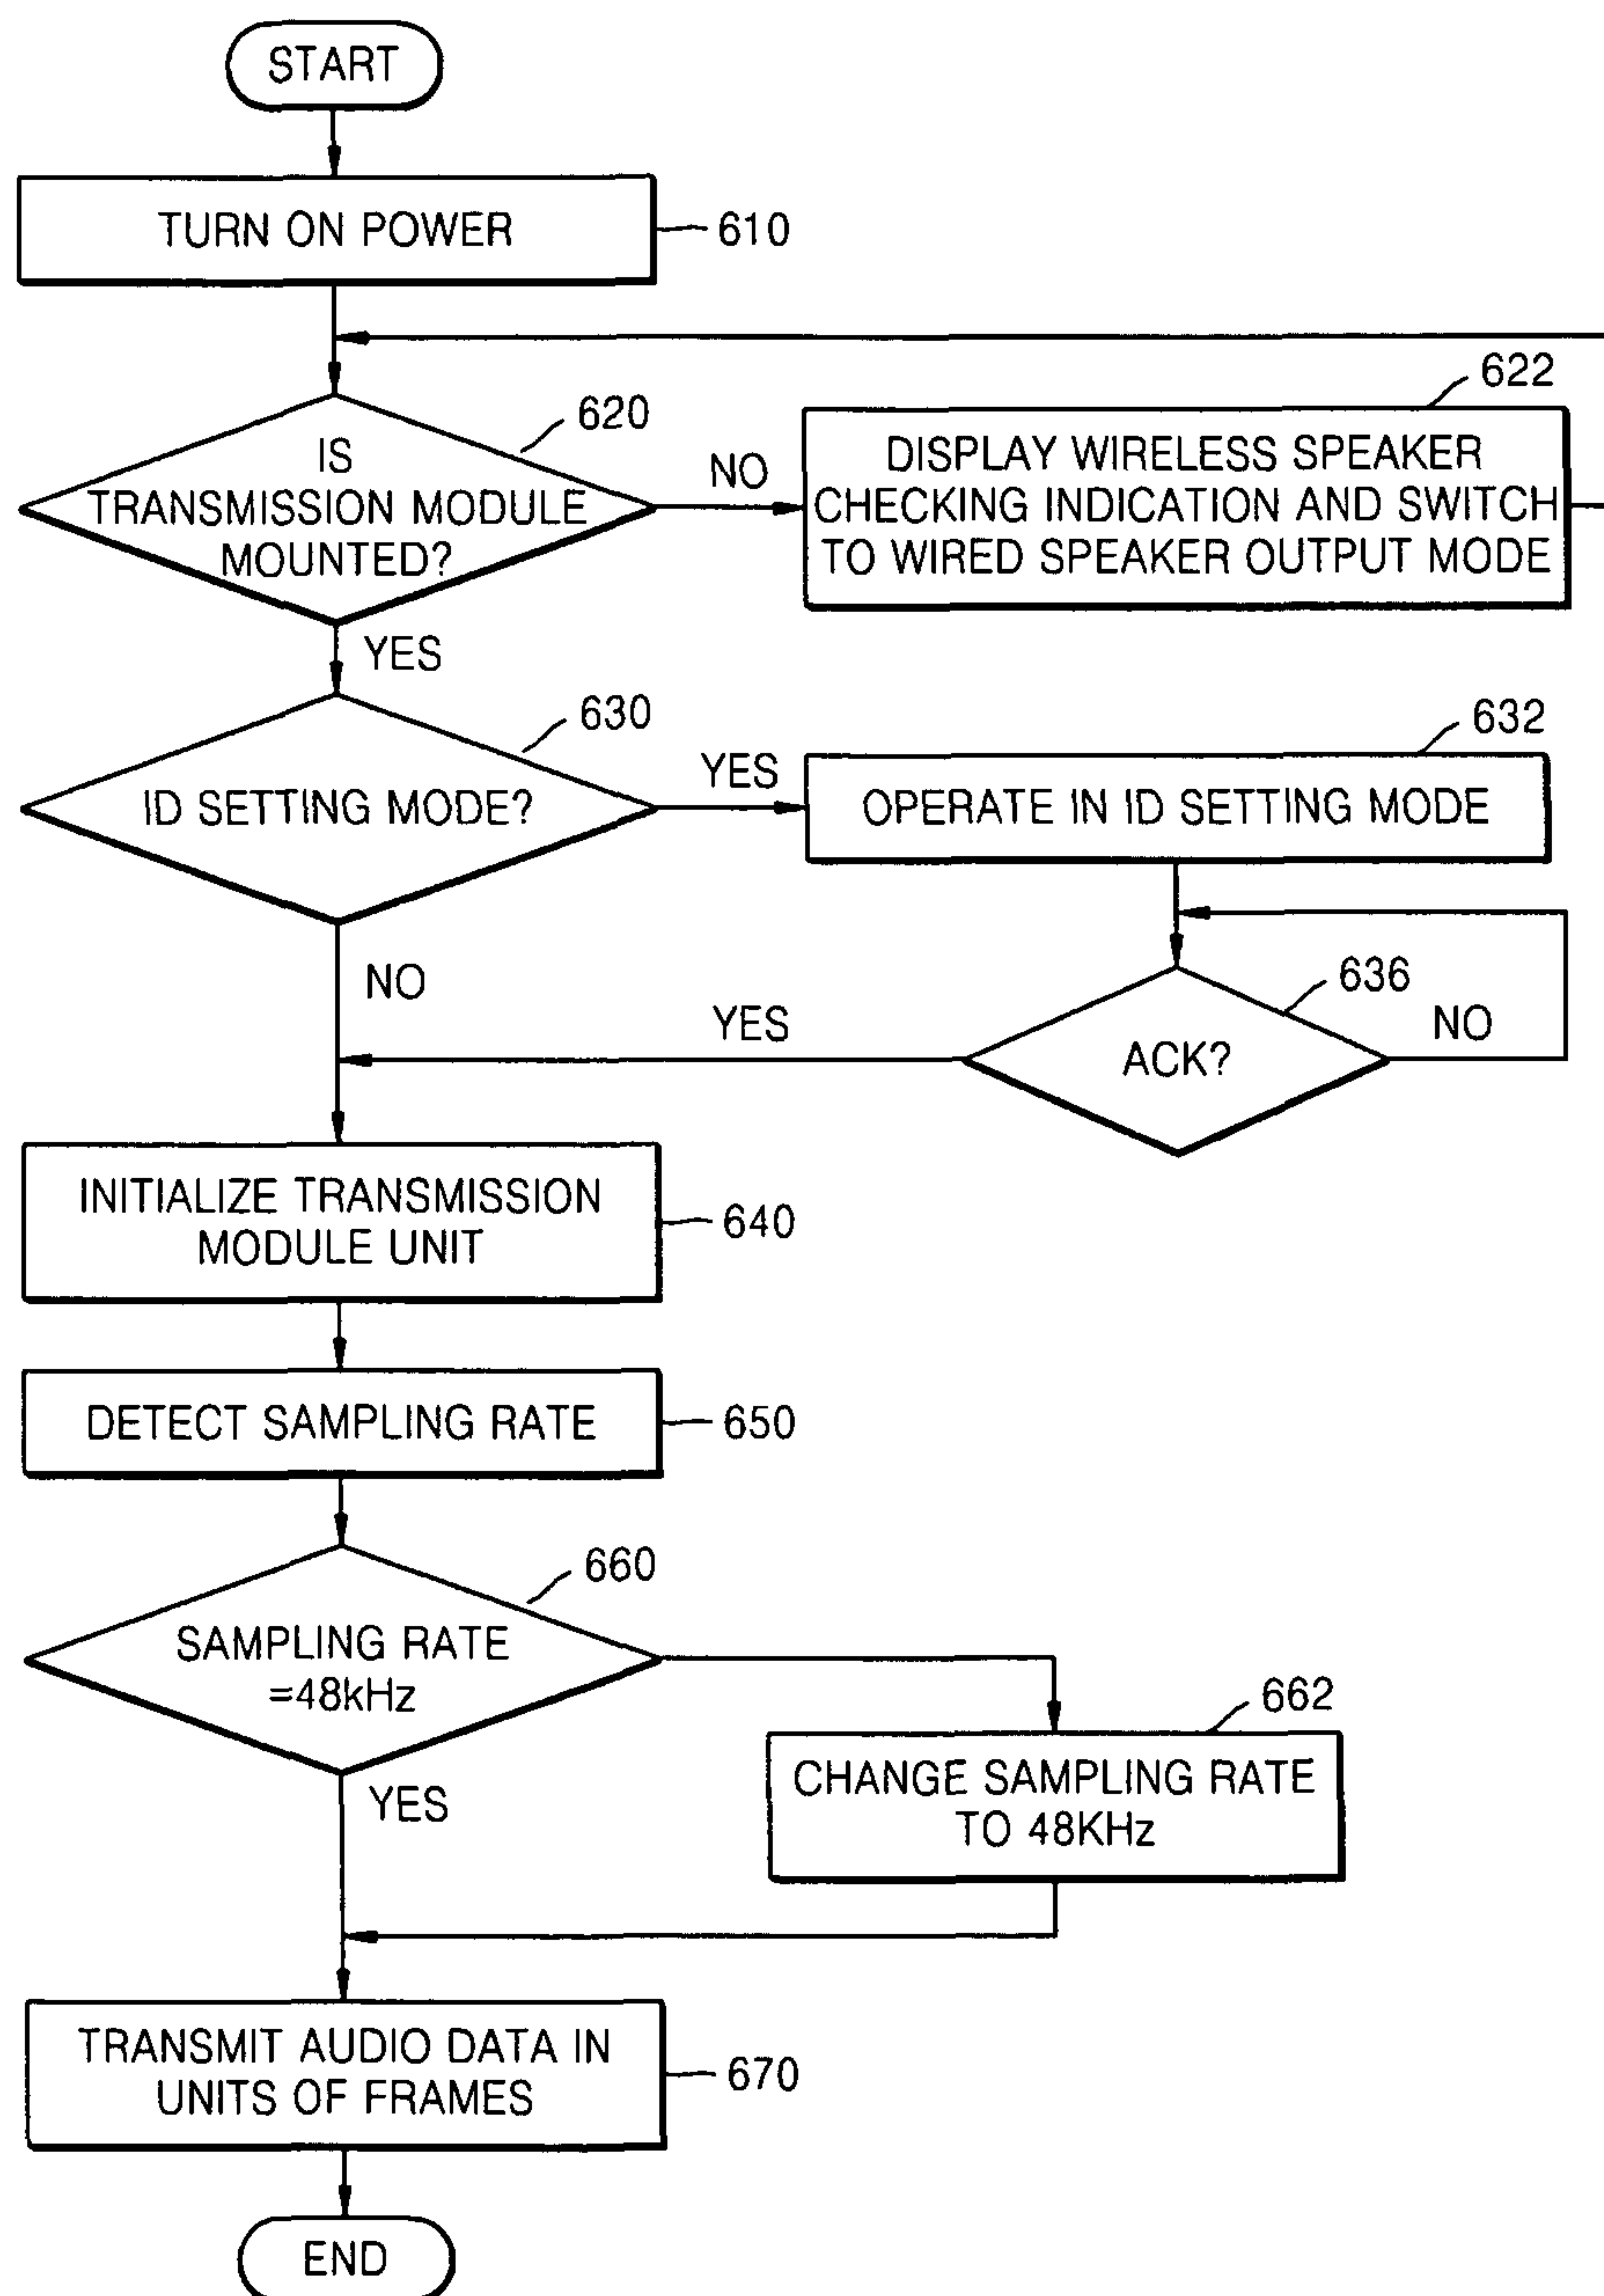 START
TURN ON POWER
610
IS
TRANSMISSION MODULE
MOUNTED?
620
NO
622
DISPLAY WIRELESS SPEAKER
CHECKING INDICATION AND SWITCH
TO WIRED SPEAKER OUTPUT MODE
YES
ID SETTING MODE?
630
YES
632
OPERATE IN ID SETTING MODE
NO
YES
ACK?
636
NO
INITIALIZE TRANSMISSION
MODULE UNIT
640
DETECT SAMPLING RATE
650
SAMPLING RATE
=48kHz
660
662
CHANGE SAMPLING RATE
TO 48KHz
YES
TRANSMIT AUDIO DATA IN
UNITS OF FRAMES
670
END